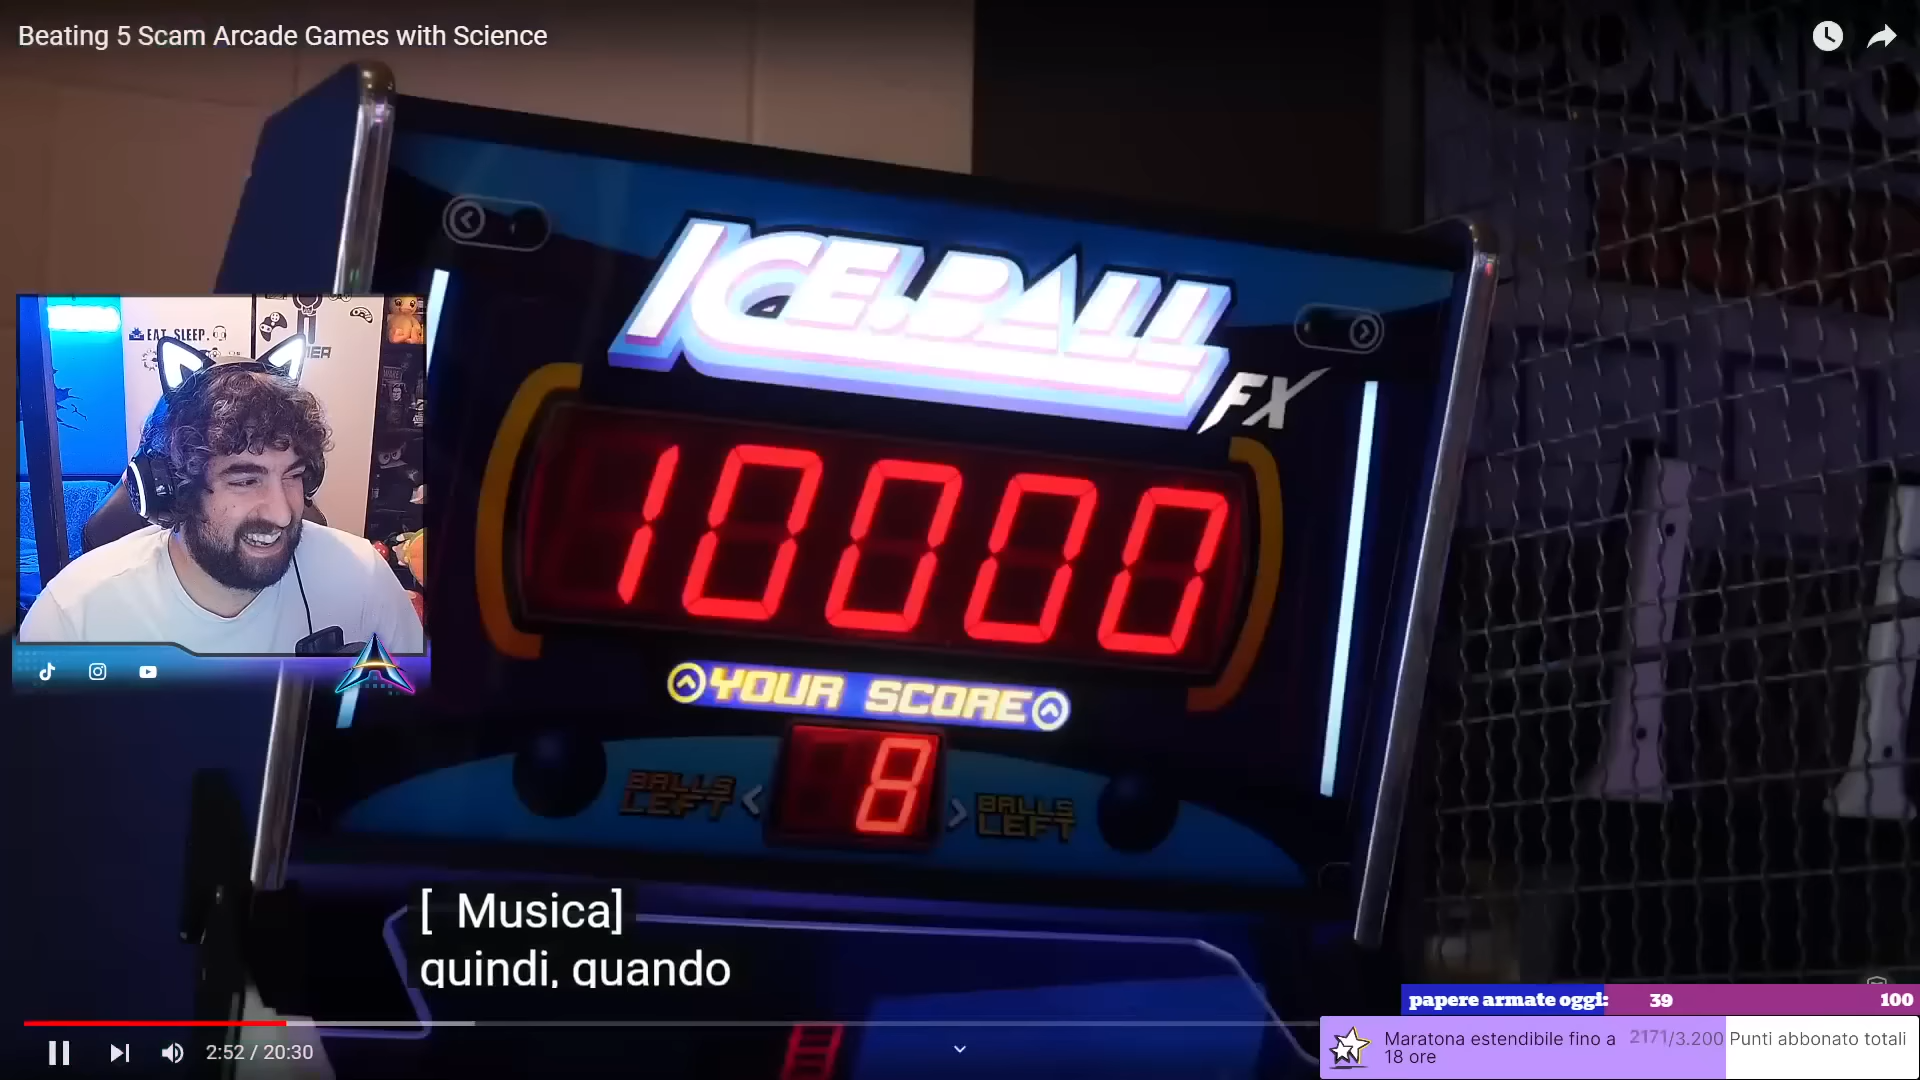 Beating 5 Scam Arcade Games with Science
CONNEC
EAT. SLEEP.
ICE BALL
FX
10000
YOUR SCORE
8
BALLS LEFT
BALLS LEFT
[ Musica]
quindi, quando
papere armate oggi: 39 100
2:52 / 20:30
Maratona estendibile fino a 18 ore
2171/3.200
Punti abbonato totali